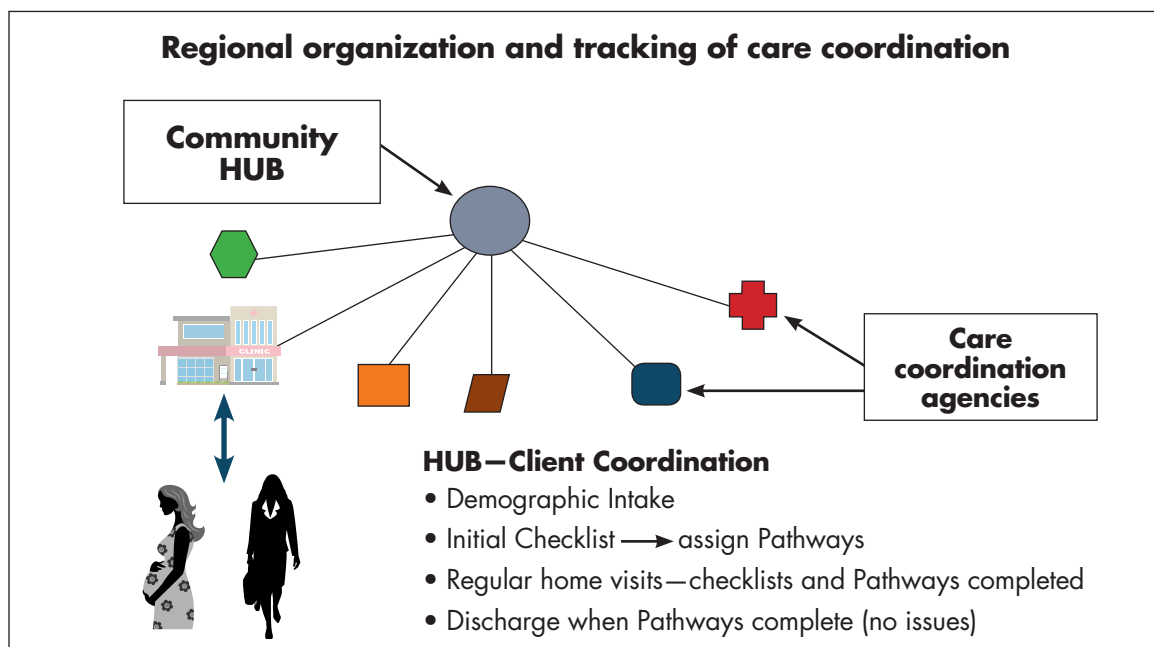 Regional organization and tracking of care coordination
Community
HUB
CLINIC
Care
coordination
agencies
HUB—Client Coordination
• Demographic Intake
• Initial Checklist → assign Pathways
• Regular home visits—checklists and Pathways completed
• Discharge when Pathways complete (no issues)